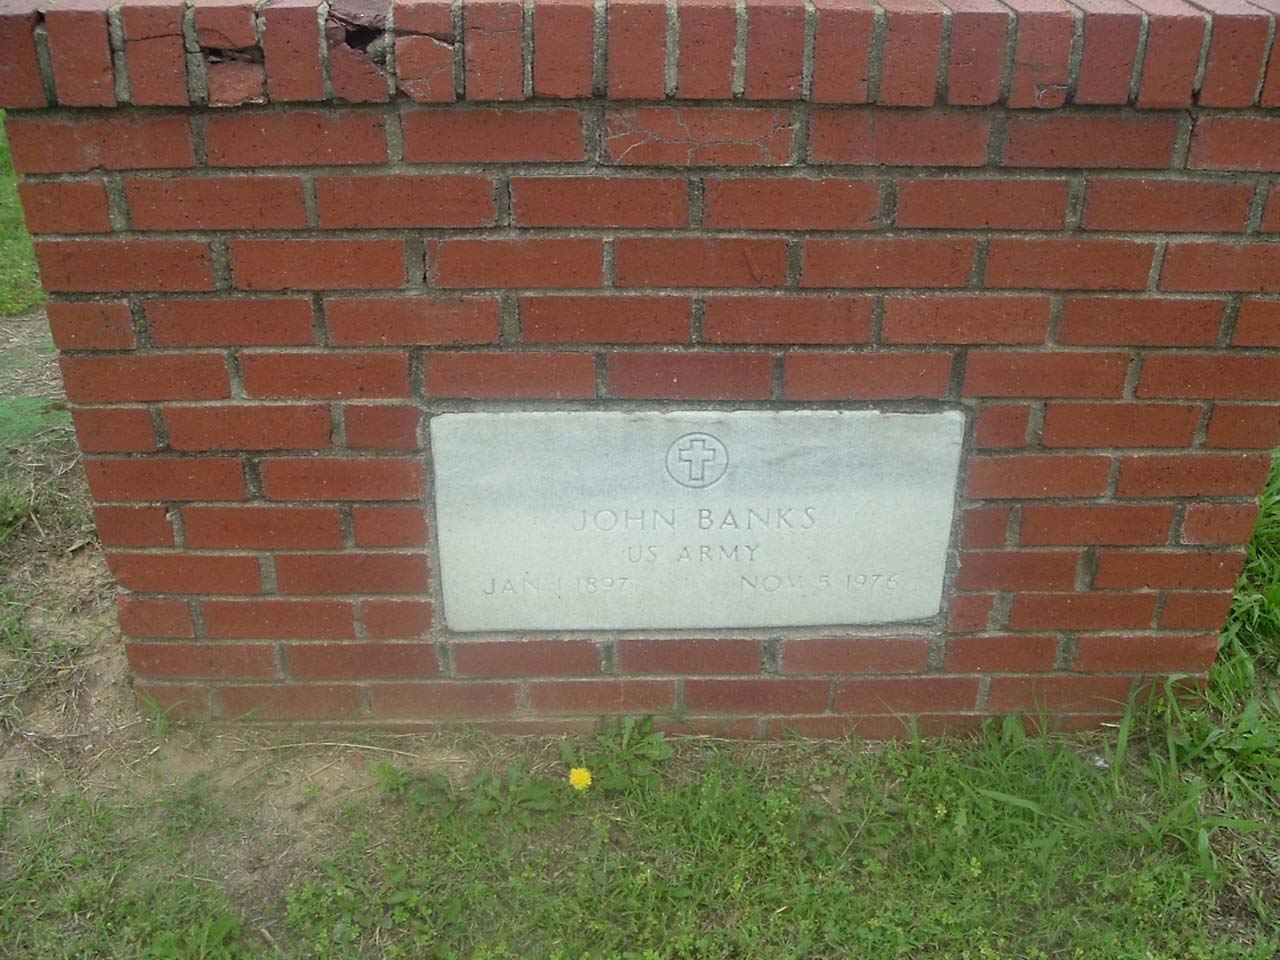 JOHN BANKS
US ARMY
JAN 1 1897 NOV 5 1976